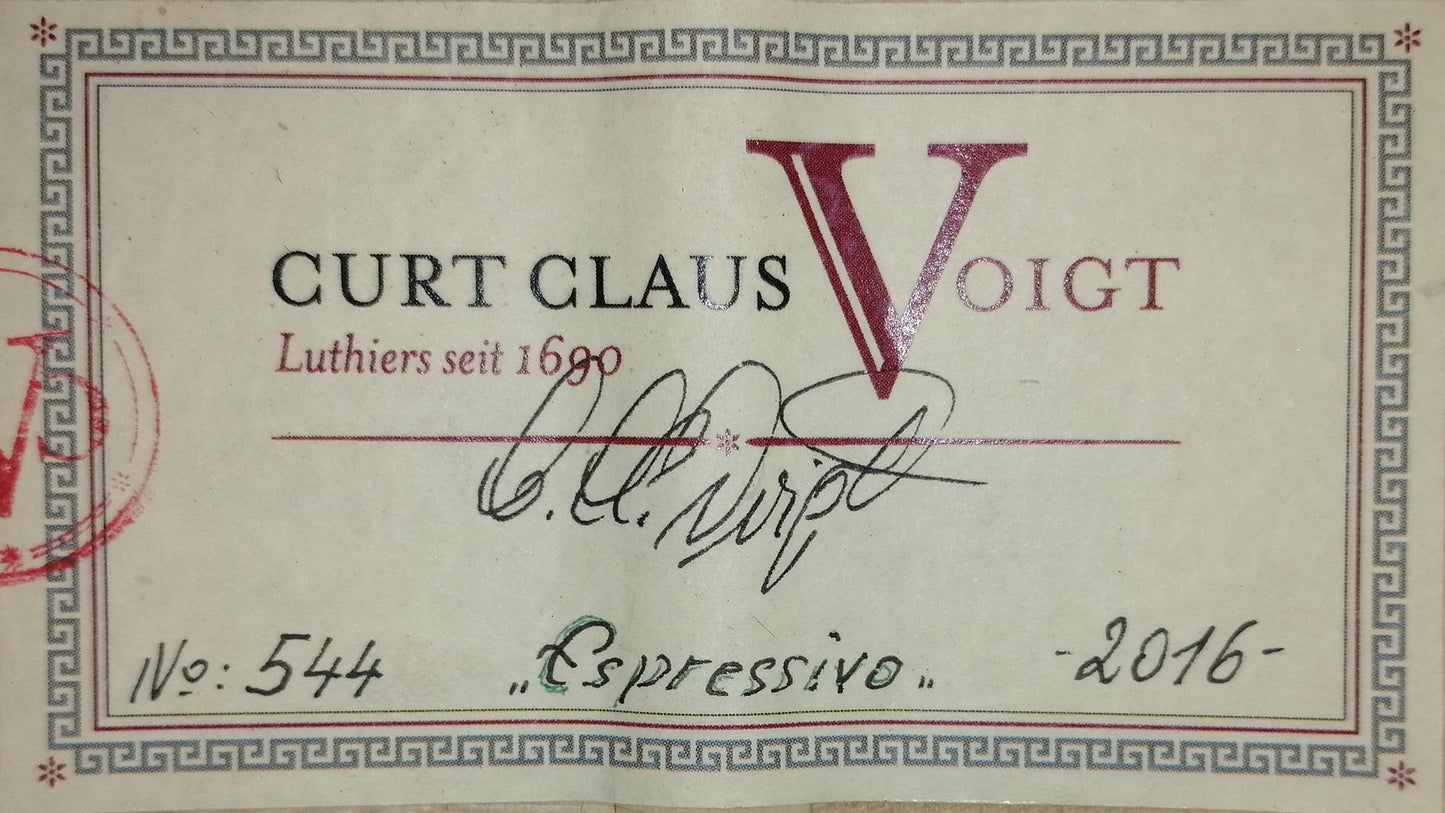 CURT CLAUS VOIGT
Luthiers seit 1690
C. Cl. Voigt
No: 544 „Espressivo„ -2016-